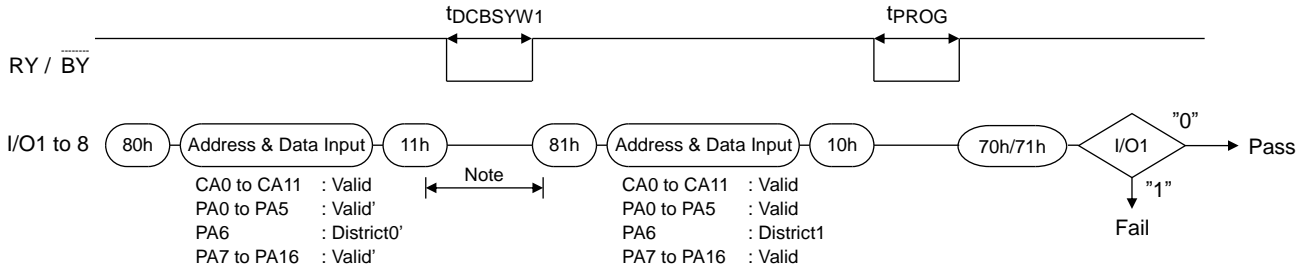 tDCBSYW1
tPROG
RY / BY
I/O1 to 8
80h
Address & Data Input
11h
81h
Address & Data Input
10h
70h/71h
I/O1
"0"
Pass
"1"
Fail
Note
CA0 to CA11 : Valid
PA0 to PA5 : Valid'
PA6 : District0'
PA7 to PA16 : Valid'
CA0 to CA11 : Valid
PA0 to PA5 : Valid
PA6 : District1
PA7 to PA16 : Valid